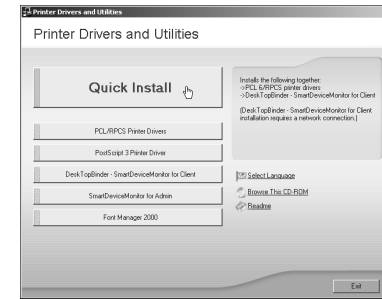 Printer Drivers and Utilities
Printer Drivers and Utilities
Quick Install
PCL/RPCS Printer Drivers
PostScript 3 Printer Driver
DeskTopBinder - SmartDeviceMonitor for Client
SmartDeviceMonitor for Admin
Font Manager 2000
Installs the following together:
->PCL 6/RPCS printer drivers
->DeskTopBinder - SmartDeviceMonitor for Client
(DeskTopBinder - SmartDeviceMonitor for Client
installation requires a network connection.)
Select Language
Browse This CD-ROM
Readme
Exit